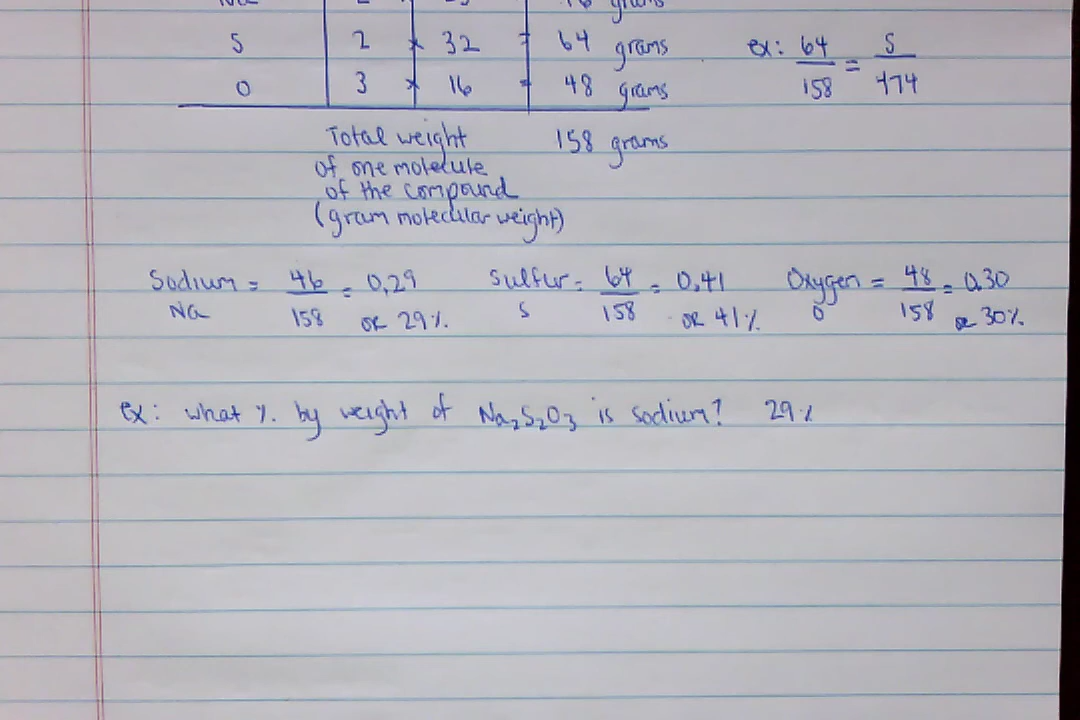 S 2 x 32 = 64 grams ex: 64/158 = S/474
O 3 x 16 = 48 grams
Total weight 158 grams
of one molecule
of the compound
(gram molecular weight)
Sodium = 46/158 = 0.29 Sulfur = 64/158 = 0.41 Oxygen = 48/158 = 0.30
Na or 29% S or 41% O or 30%
ex: what % by weight of Na₂S₂O₃ is sodium? 29%